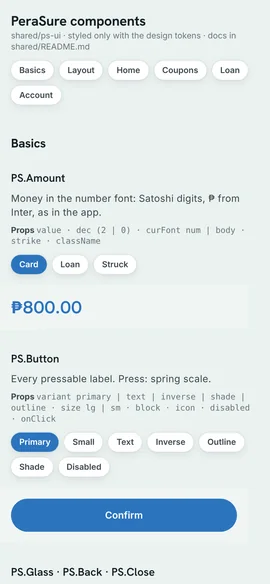 PeraSure components
shared/ps-ui · styled only with the design tokens · docs in
shared/README.md
Basics
Layout
Home
Coupons
Loan
Account
Basics
PS.Amount
Money in the number font: Satoshi digits, ₱ from
Inter, as in the app.
Props value · dec (2 | 0) · curFont num | body ·
strike · className
Card
Loan
Struck
₱800.00
PS.Button
Every pressable label. Press: spring scale.
Props variant primary | text | inverse | shade |
outline · size lg | sm · block · icon · disabled
· onClick
Primary
Small
Text
Inverse
Outline
Shade
Disabled
Confirm
PS.Glass · PS.Back · PS.Close